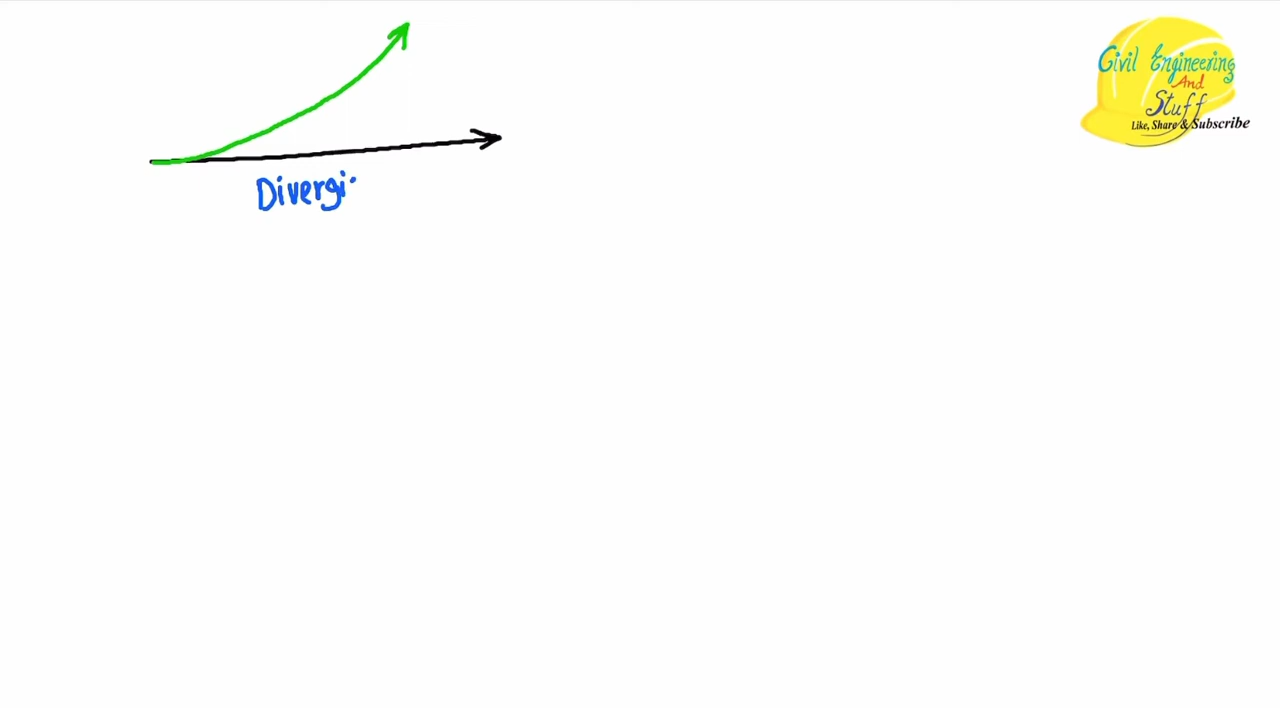 Divergi
Civil Engineering
And
Stuff
Like, Share & Subscribe